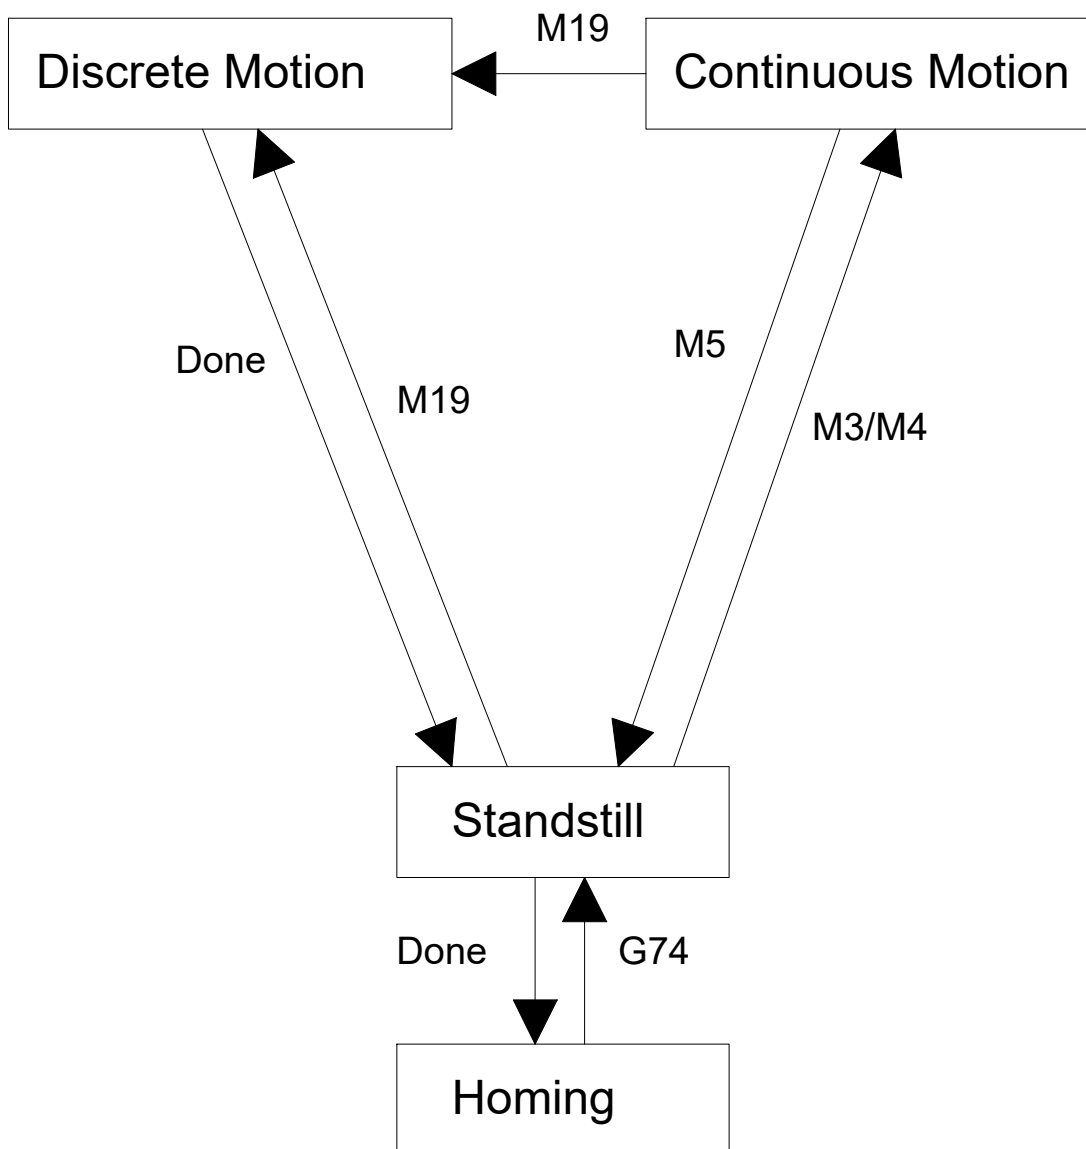 M19
Discrete Motion
Continuous Motion
M5
Done
M19
M3/M4
Standstill
Done
G74
Homing